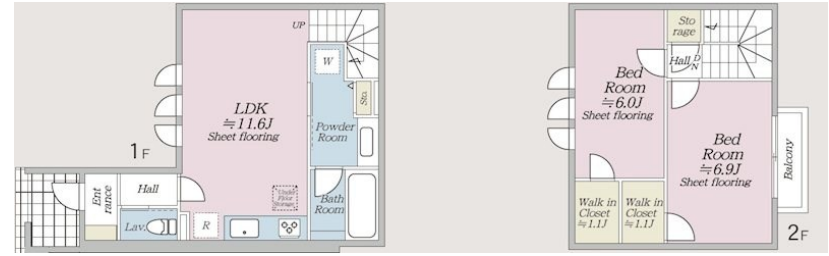 UP
W
LDK
≒11.6J
Sheet flooring
Sto.
Powder
Room
1F
Ent
rance
Hall
Under
Floor
Storage
Bath
Room
Lav.
R
Sto
rage
Hall
DN
Bed
Room
≒6.0J
Sheet flooring
Bed
Room
≒6.9J
Sheet flooring
Balcony
Walk in
Closet
≒1.1J
Walk in
Closet
≒1.1J
2F